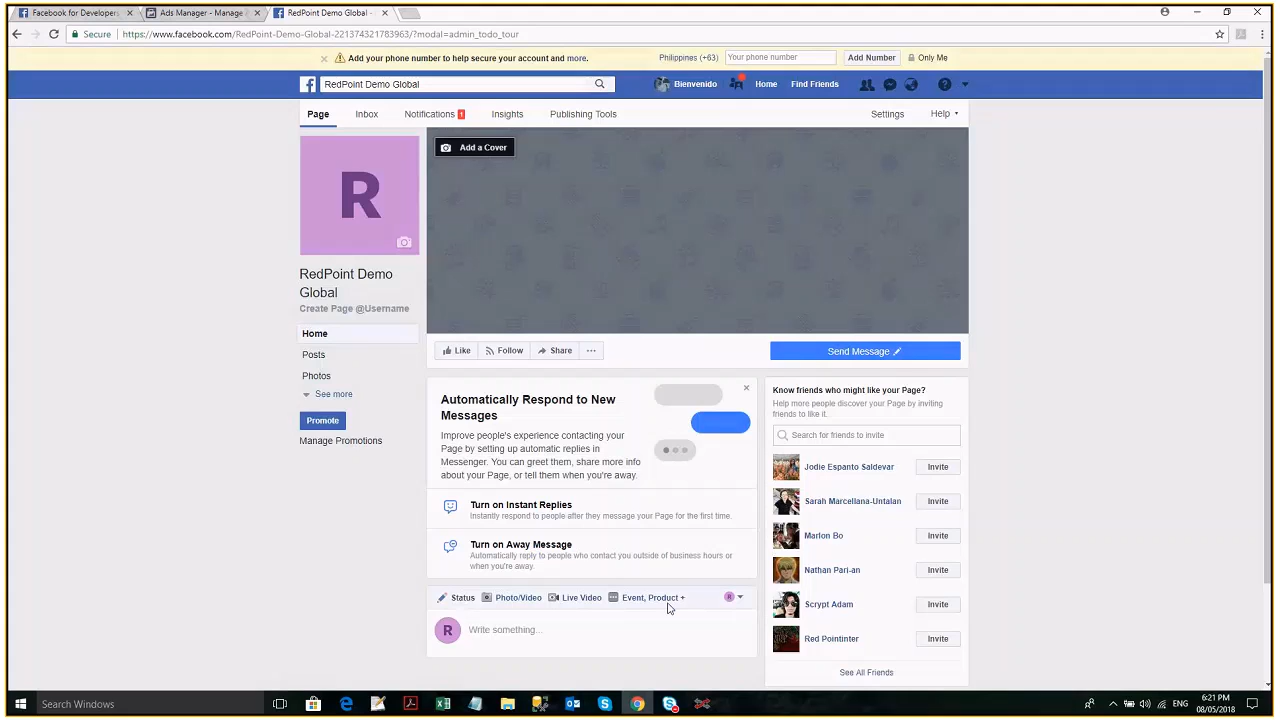 Facebook for Developers
Ads Manager - Manage
RedPoint Demo Global -
Secure
https://www.facebook.com/RedPoint-Demo-Global-221374321783963/?modal=admin_todo_tour
Add your phone number to help secure your account and more.
Philippines (+63)
Your phone number
Add Number
Only Me
RedPoint Demo Global
Bienvenido
Home
Find Friends
Page
Inbox
Notifications 1
Insights
Publishing Tools
Settings
Help
Add a Cover
R
RedPoint Demo
Global
Create Page @Username
Home
Posts
Photos
See more
Promote
Manage Promotions
Like
Follow
Share
Send Message
Automatically Respond to New
Messages
Improve people's experience contacting your
Page by setting up automatic replies in
Messenger. You can greet them, share more info
about your Page, or tell them when you're away.
Turn on Instant Replies
Instantly respond to people after they message your Page for the first time.
Turn on Away Message
Automatically reply to people who contact you outside of business hours or
when you're away.
Status
Photo/Video
Live Video
Event, Product +
R
R
Write something...
Know friends who might like your Page?
Help more people discover your Page by inviting
friends to like it.
Search for friends to invite
Jodie Espanto Saldevar
Invite
Sarah Marcellana-Untalan
Invite
Marlon Bo
Invite
Nathan Pari-an
Invite
Scrypt Adam
Invite
Red Pointinter
Invite
See All Friends
Search Windows
ENG
6:21 PM
08/05/2018